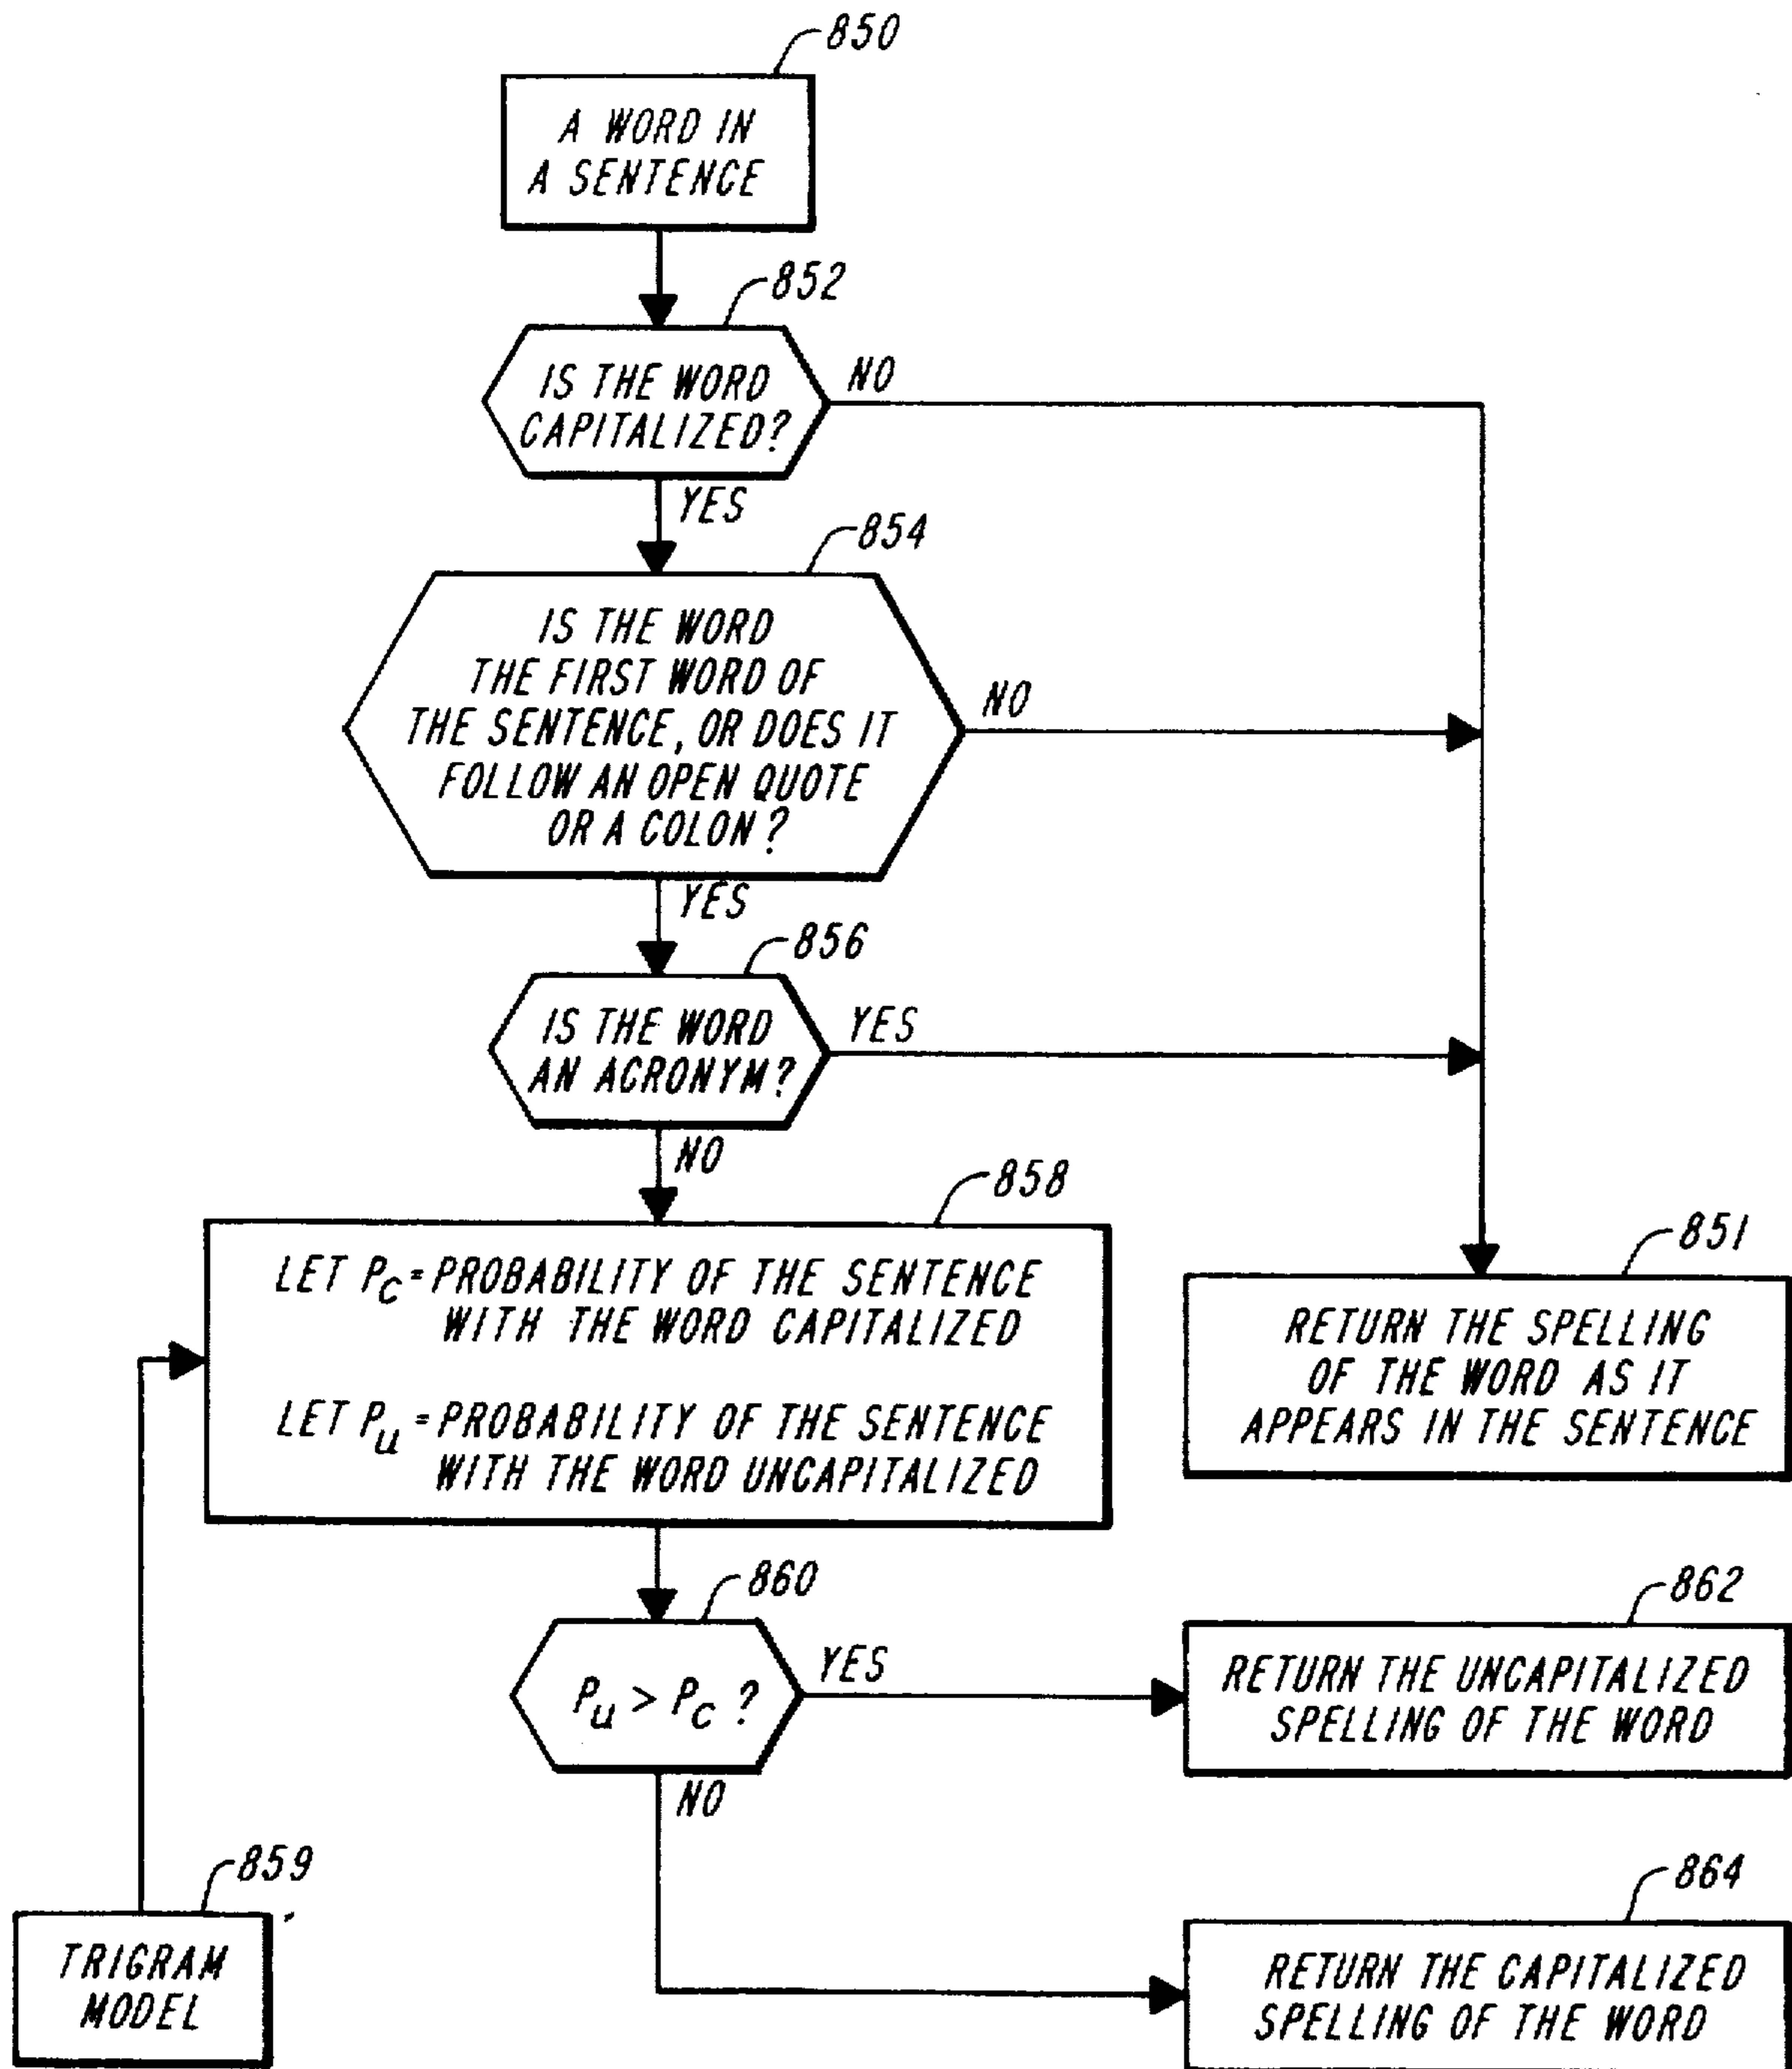 850
A WORD IN
A SENTENCE
852
IS THE WORD
CAPITALIZED?
NO
YES
854
IS THE WORD
THE FIRST WORD OF
THE SENTENCE, OR DOES IT
FOLLOW AN OPEN QUOTE
OR A COLON?
NO
YES
856
IS THE WORD
AN ACRONYM?
YES
NO
858
LET Pc = PROBABILITY OF THE SENTENCE
WITH THE WORD CAPITALIZED
LET Pu = PROBABILITY OF THE SENTENCE
WITH THE WORD UNCAPITALIZED
851
RETURN THE SPELLING
OF THE WORD AS IT
APPEARS IN THE SENTENCE
860
Pu > Pc ?
YES
NO
862
RETURN THE UNCAPITALIZED
SPELLING OF THE WORD
859
TRIGRAM
MODEL
864
RETURN THE CAPITALIZED
SPELLING OF THE WORD